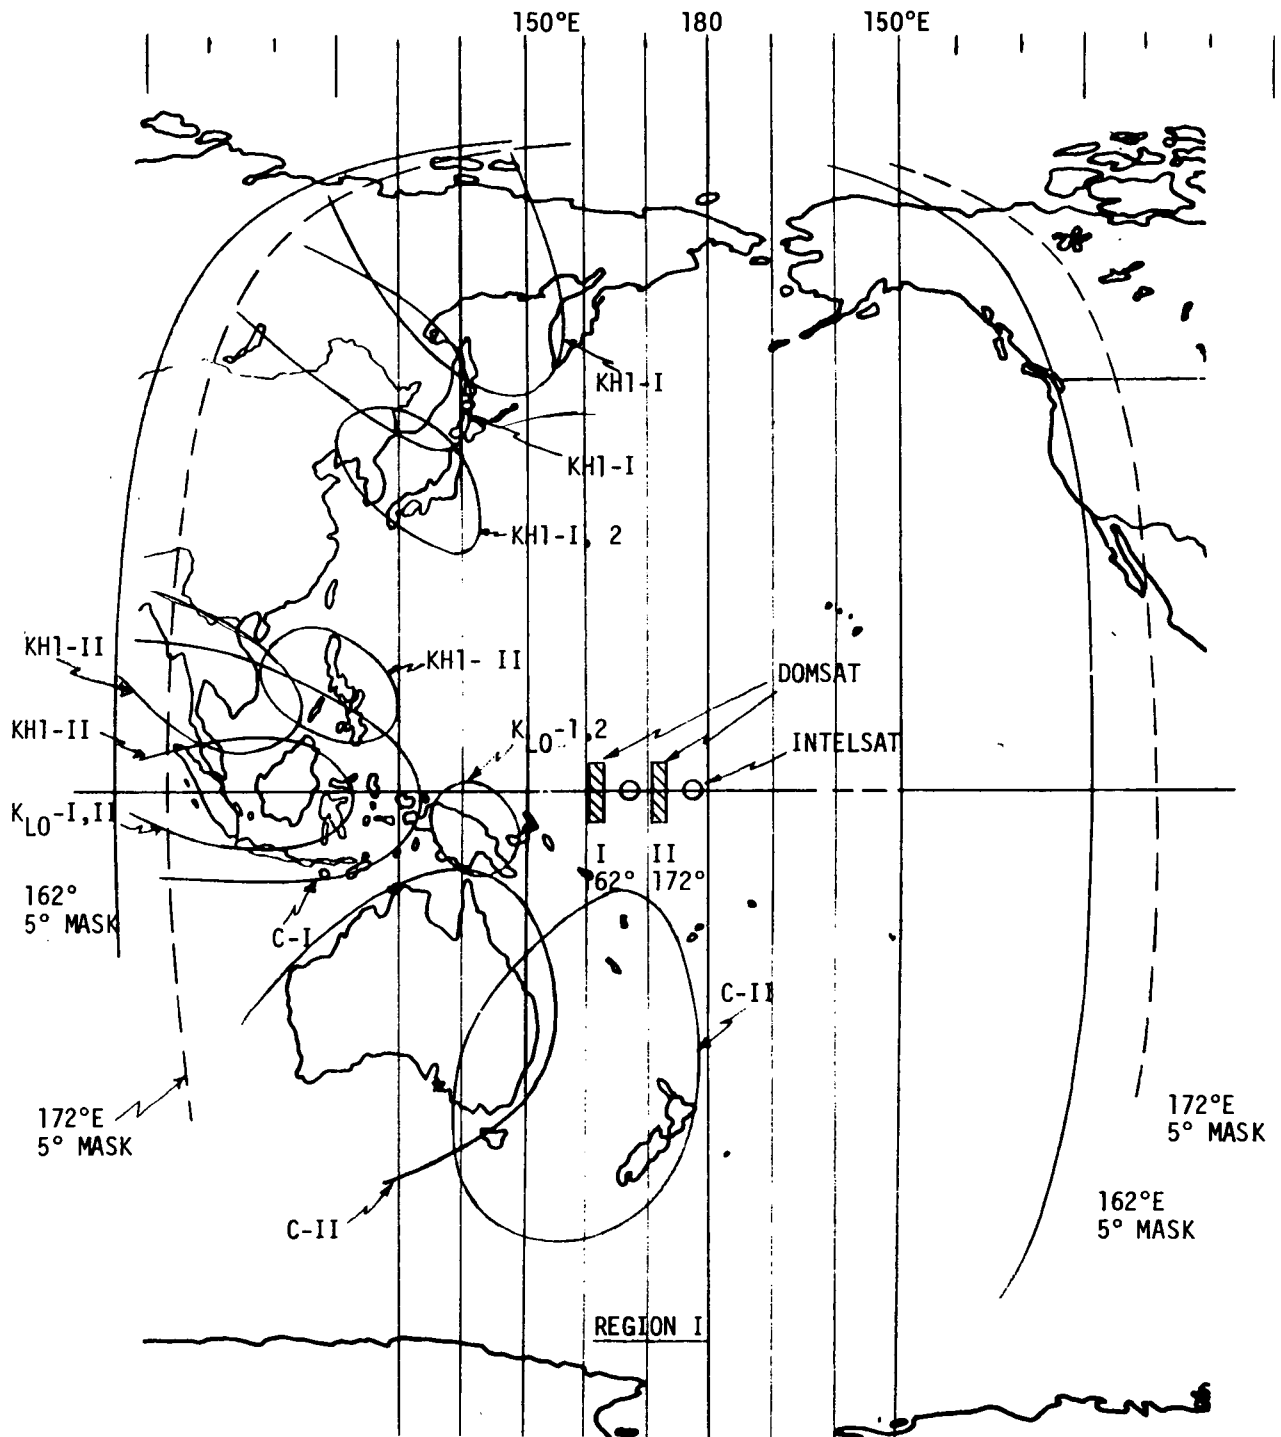 150°E 180 150°E
KH1-I
KH1-I
KH1-I, 2
KH1-II
KH1-II
DOMSAT
KH1-II
KLO-1,2
INTELSAT
KLO-I,II
I II
62° 172°
162°
5° MASK
C-I
C-II
172°E
5° MASK
172°E
5° MASK
162°E
5° MASK
C-II
REGION I